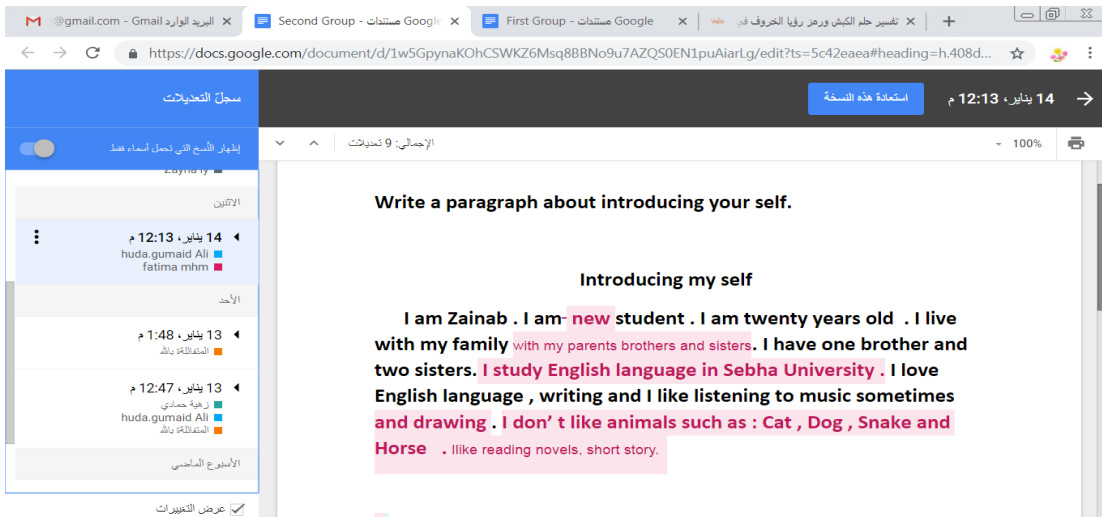 البريد الوارد - @gmail.com - Gmail
Second Group - مستندات Google
First Group - مستندات Google
تفسير حلم الكبش ورمز رؤيا الخروف في
https://docs.google.com/document/d/1w5GpynaKOhCSWKZ6Msq8BBNo9u7AZQS0EN1puAiarLg/edit?ts=5c42eaea#heading=h.408d...
14 يناير، 12:13 م
استعادة هذه النسخة
سجلّ التعديلات
100%
الإجمالي: 9 تعديلات
إظهار النُسخ التي تحمل أسماء فقط
Zayna ly
الاثنين
14 يناير، 12:13 م
huda.gumaid Ali
fatima mhm
الأحد
13 يناير، 1:48 م
المتفائلة بالله
13 يناير، 12:47 م
زهية حمادي
huda.gumaid Ali
المتفائلة بالله
الأسبوع الماضي
عرض التغييرات
Write a paragraph about introducing your self.
Introducing my self
I am Zainab . I am- new student . I am twenty years old . I live
with my family with my parents brothers and sisters. I have one brother and
two sisters. I study English language in Sebha University . I love
English language , writing and I like listening to music sometimes
and drawing . I don' t like animals such as : Cat , Dog , Snake and
Horse . Ilike reading novels, short story.